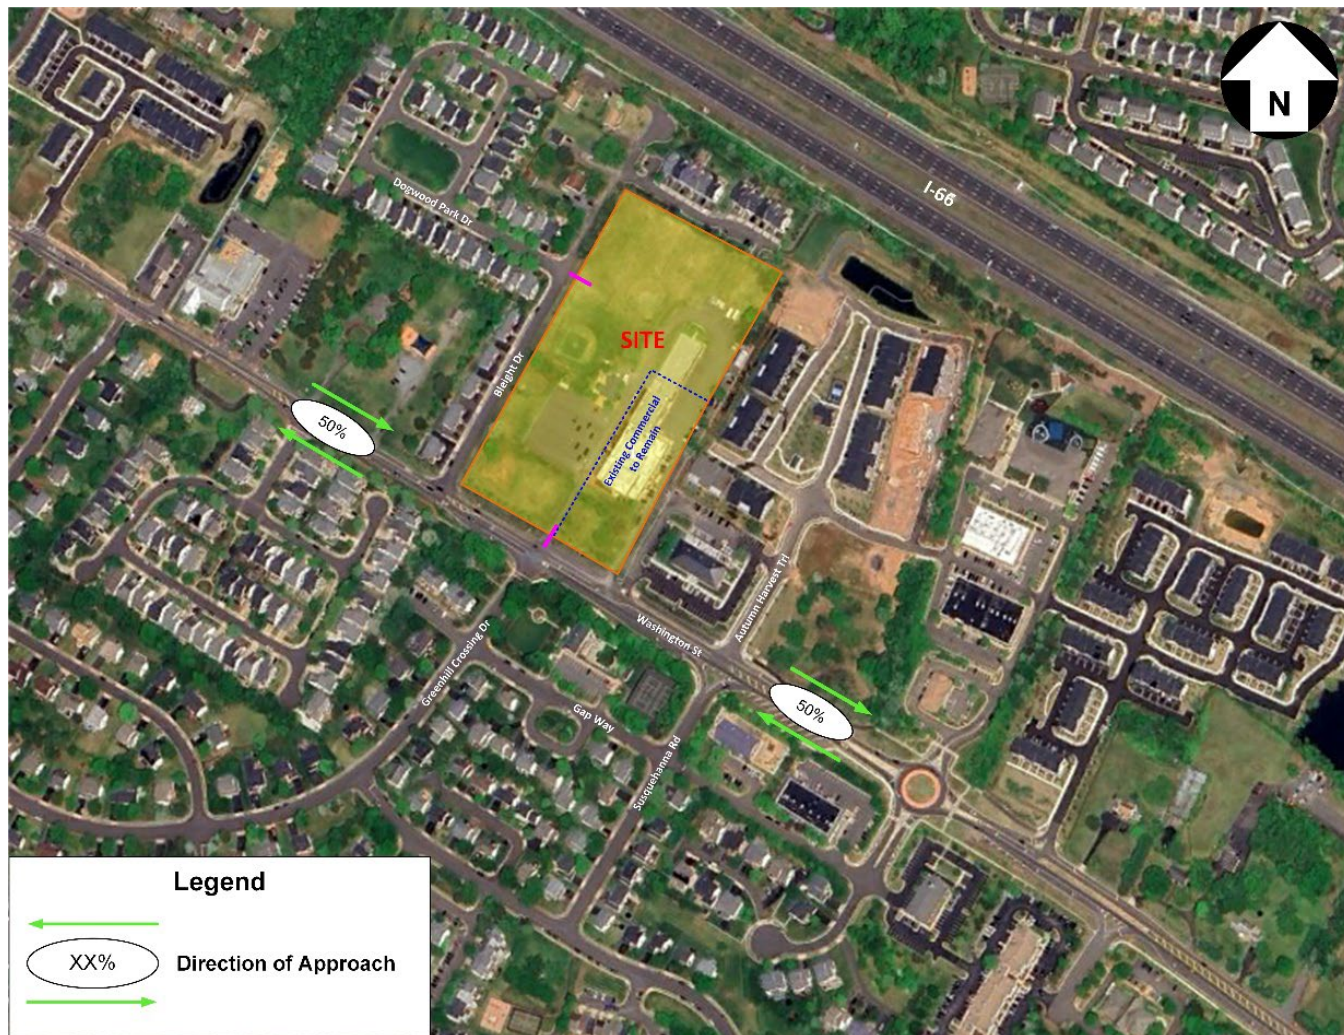 N
I-66
Dogwood Park Dr
SITE
Bleight Dr
Existing Commercial
to Remain
50%
Washington St
Autumn Harvest Trl
Greenhill Crossing Dr
Gap Way
50%
Susquehanna Rd
Legend
XX%
Direction of Approach